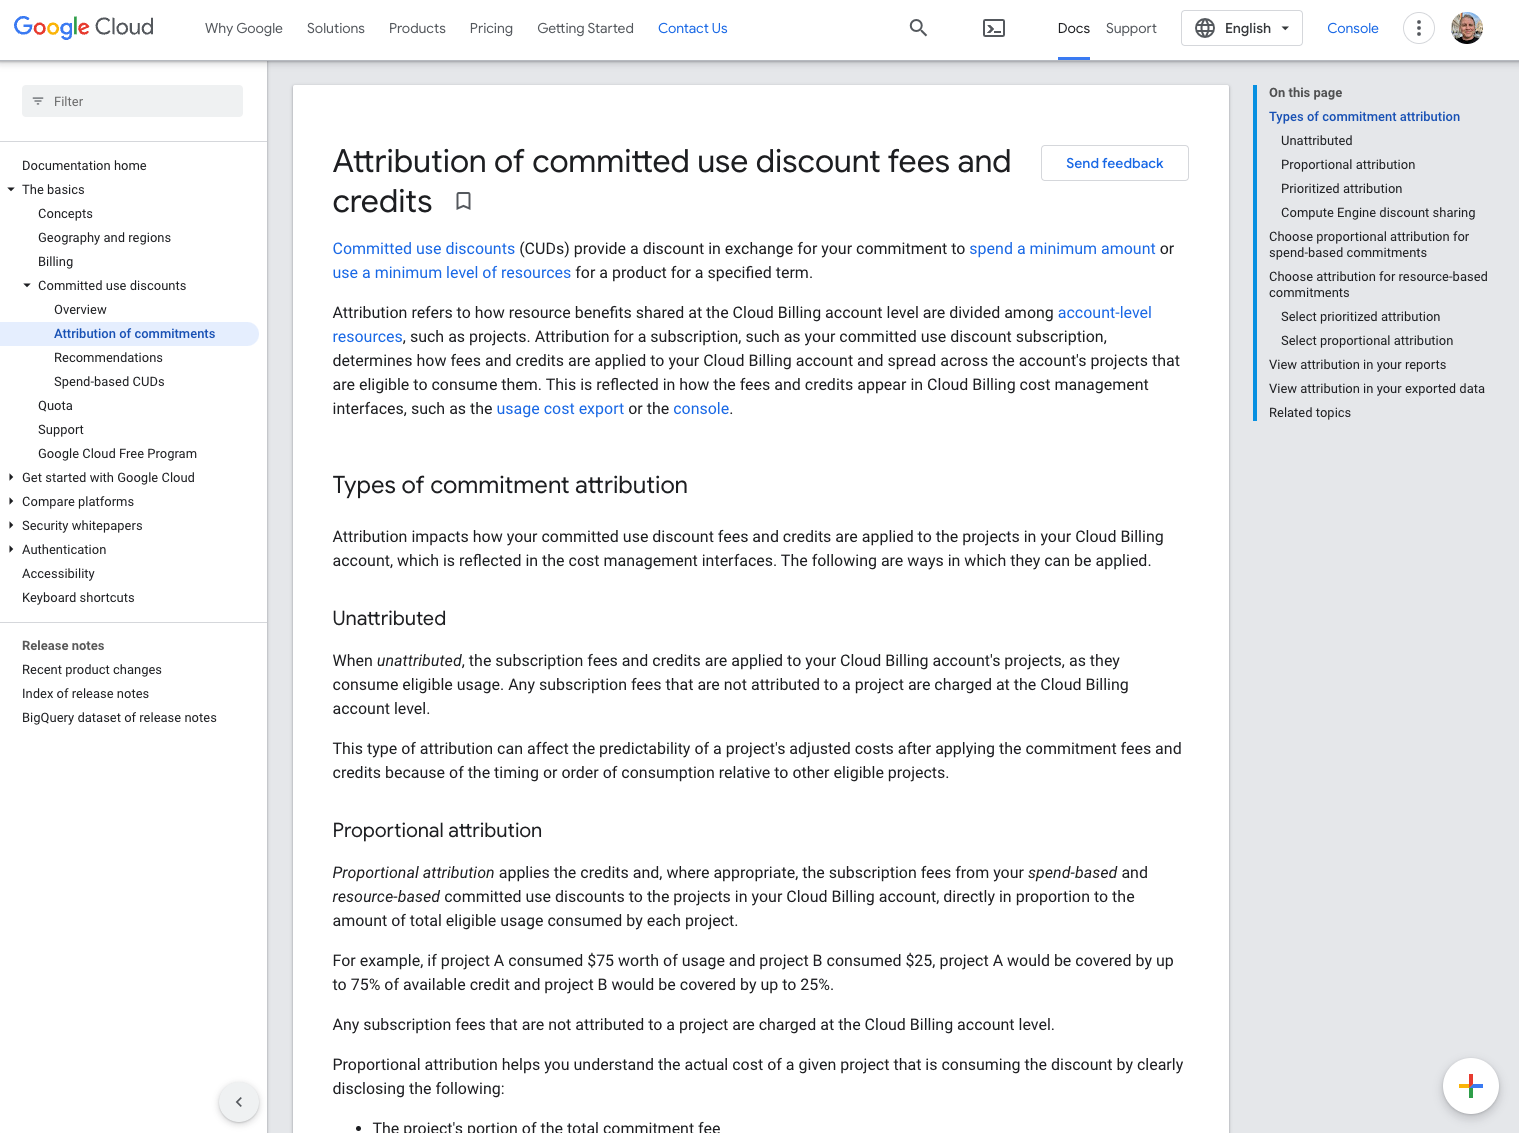 Google Cloud
Why Google
Solutions
Products
Pricing
Getting Started
Contact Us
Docs
Support
English
Console
Filter
Documentation home
The basics
Concepts
Geography and regions
Billing
Committed use discounts
Overview
Attribution of commitments
Recommendations
Spend-based CUDs
Quota
Support
Google Cloud Free Program
Get started with Google Cloud
Compare platforms
Security whitepapers
Authentication
Accessibility
Keyboard shortcuts
Release notes
Recent product changes
Index of release notes
BigQuery dataset of release notes
Attribution of committed use discount fees and
credits
Send feedback
Committed use discounts (CUDs) provide a discount in exchange for your commitment to spend a minimum amount or
use a minimum level of resources for a product for a specified term.
Attribution refers to how resource benefits shared at the Cloud Billing account level are divided among account-level
resources, such as projects. Attribution for a subscription, such as your committed use discount subscription,
determines how fees and credits are applied to your Cloud Billing account and spread across the account's projects that
are eligible to consume them. This is reflected in how the fees and credits appear in Cloud Billing cost management
interfaces, such as the usage cost export or the console.
Types of commitment attribution
Attribution impacts how your committed use discount fees and credits are applied to the projects in your Cloud Billing
account, which is reflected in the cost management interfaces. The following are ways in which they can be applied.
Unattributed
When unattributed, the subscription fees and credits are applied to your Cloud Billing account's projects, as they
consume eligible usage. Any subscription fees that are not attributed to a project are charged at the Cloud Billing
account level.
This type of attribution can affect the predictability of a project's adjusted costs after applying the commitment fees and
credits because of the timing or order of consumption relative to other eligible projects.
Proportional attribution
Proportional attribution applies the credits and, where appropriate, the subscription fees from your spend-based and
resource-based committed use discounts to the projects in your Cloud Billing account, directly in proportion to the
amount of total eligible usage consumed by each project.
For example, if project A consumed $75 worth of usage and project B consumed $25, project A would be covered by up
to 75% of available credit and project B would be covered by up to 25%.
Any subscription fees that are not attributed to a project are charged at the Cloud Billing account level.
Proportional attribution helps you understand the actual cost of a given project that is consuming the discount by clearly
disclosing the following:
• The project's portion of the total commitment fee
On this page
Types of commitment attribution
Unattributed
Proportional attribution
Prioritized attribution
Compute Engine discount sharing
Choose proportional attribution for
spend-based commitments
Choose attribution for resource-based
commitments
Select prioritized attribution
Select proportional attribution
View attribution in your reports
View attribution in your exported data
Related topics